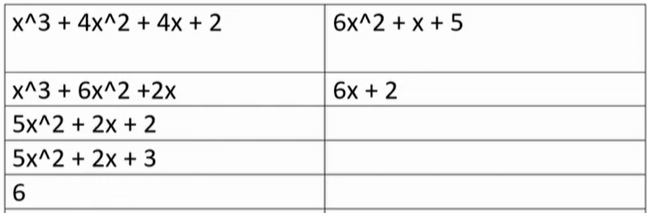 x^3 + 4x^2 + 4x + 2
6x^2 + x + 5
x^3 + 6x^2 +2x
6x + 2
5x^2 + 2x + 2
5x^2 + 2x + 3
6